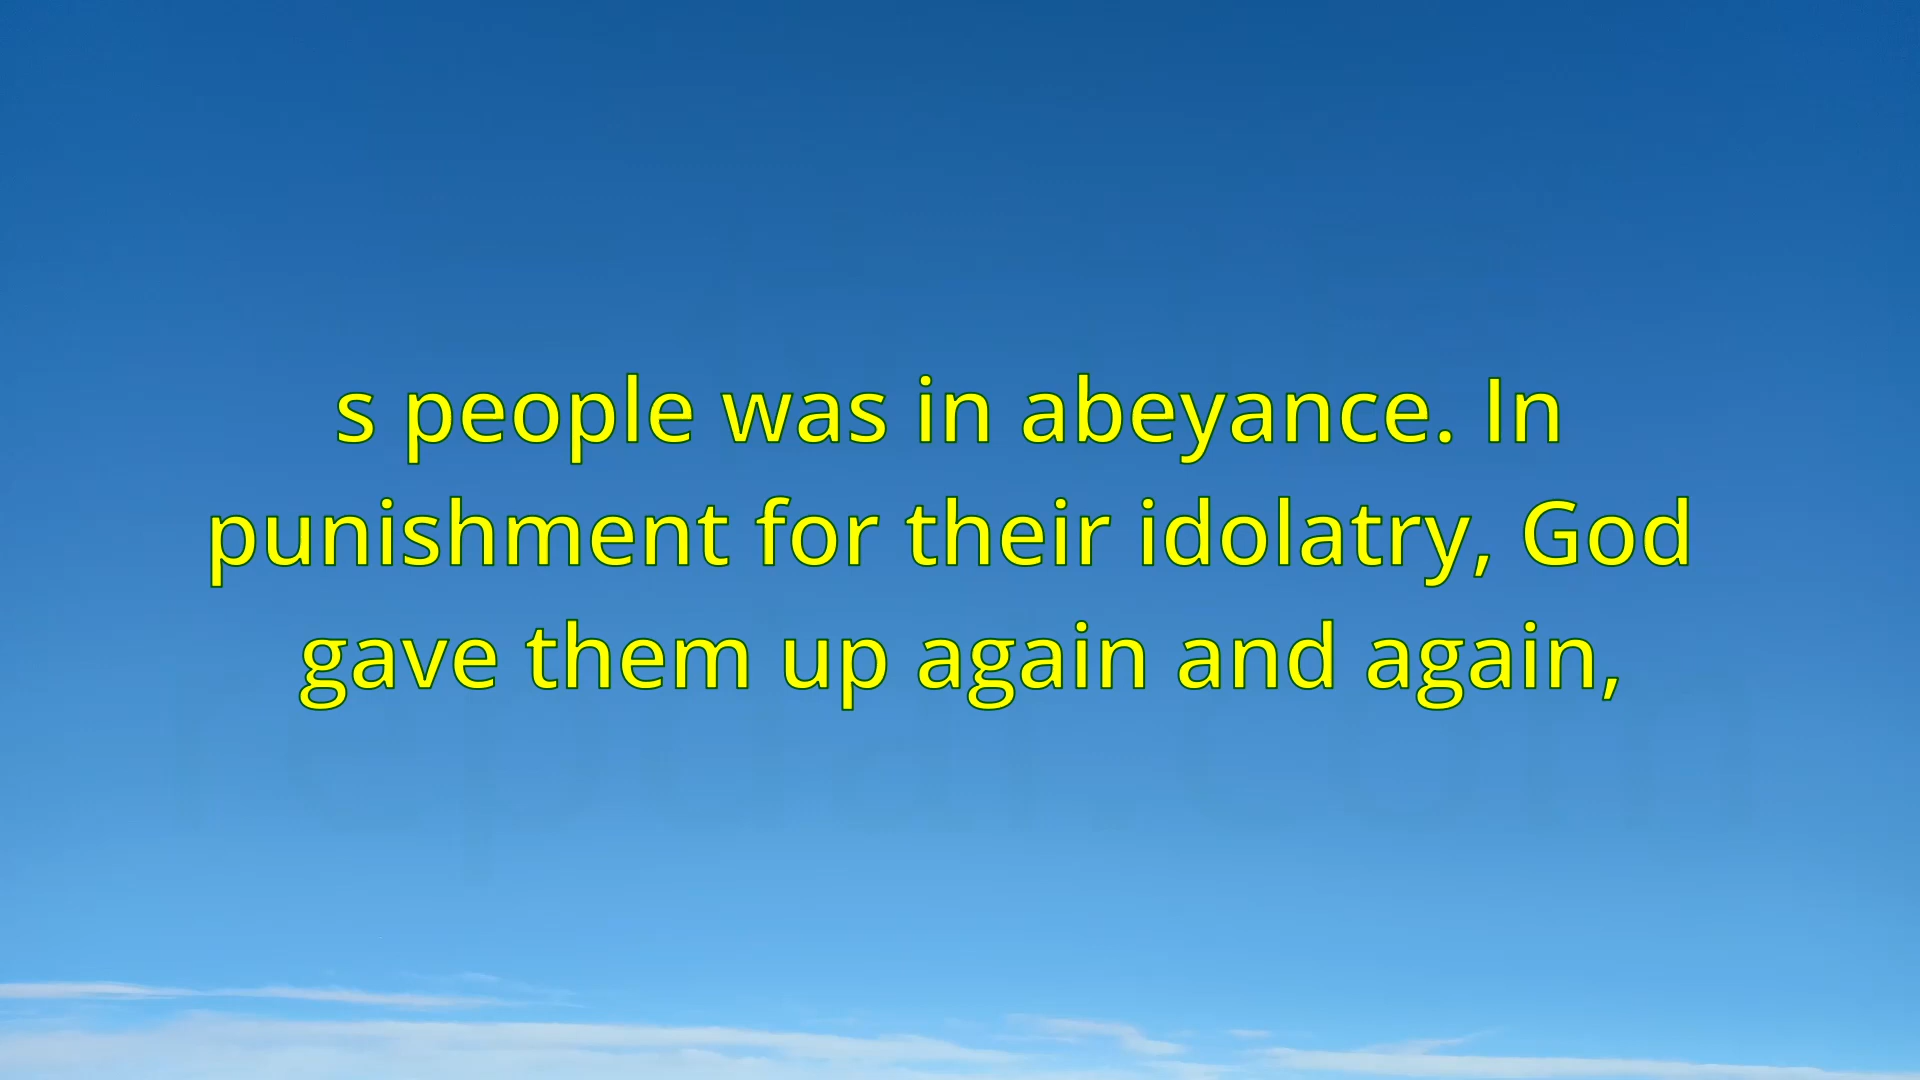 s people was in abeyance. In
punishment for their idolatry, God
gave them up again and again,